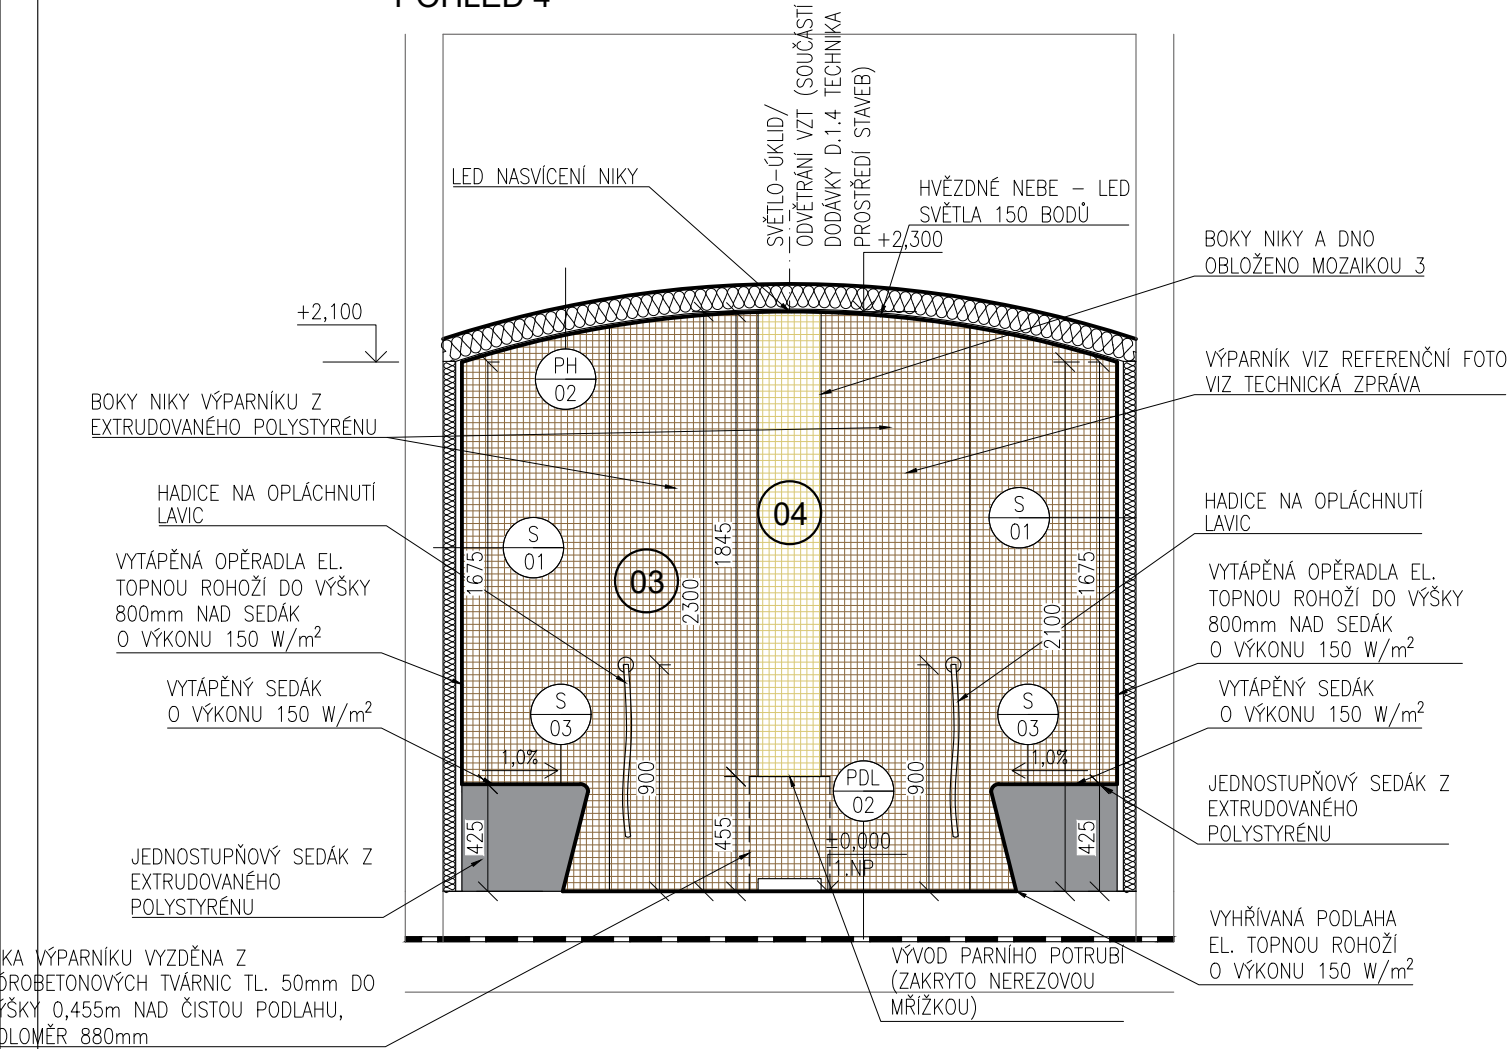 POHLED 4
SVĚTLO-ÚKLID/
ODVĚTRÁNÍ VZT (SOUČÁSTÍ
DODÁVKY D.1.4 TECHNIKA
PROSTŘEDÍ STAVEB)
LED NASVÍCENÍ NIKY
HVĚZDNÉ NEBE – LED
SVĚTLA 150 BODŮ
+2,300
BOKY NIKY A DNO
OBLOŽENO MOZAIKOU 3
+2,100
VÝPARNÍK VIZ REFERENČNÍ FOTO
VIZ TECHNICKÁ ZPRÁVA
PH
02
BOKY NIKY VÝPARNÍKU Z
EXTRUDOVANÉHO POLYSTYRÉNU
HADICE NA OPLÁCHNUTÍ
LAVIC
HADICE NA OPLÁCHNUTÍ
LAVIC
S
01
03
04
S
01
1675
1845
2300
2100
1675
VYTÁPĚNÁ OPĚRADLA EL.
TOPNOU ROHOŽÍ DO VÝŠKY
800mm NAD SEDÁK
O VÝKONU 150 W/m²
VYTÁPĚNÁ OPĚRADLA EL.
TOPNOU ROHOŽÍ DO VÝŠKY
800mm NAD SEDÁK
O VÝKONU 150 W/m²
VYTÁPĚNÝ SEDÁK
O VÝKONU 150 W/m²
VYTÁPĚNÝ SEDÁK
O VÝKONU 150 W/m²
S
03
S
03
1,0%
1,0%
900
900
PDL
02
425
455
±0,000
1.NP
425
JEDNOSTUPŇOVÝ SEDÁK Z
EXTRUDOVANÉHO
POLYSTYRÉNU
JEDNOSTUPŇOVÝ SEDÁK Z
EXTRUDOVANÉHO
POLYSTYRÉNU
VYHŘÍVANÁ PODLAHA
EL. TOPNOU ROHOŽÍ
O VÝKONU 150 W/m²
VÝVOD PARNÍHO POTRUBÍ
(ZAKRYTO NEREZOVOU
MŘÍŽKOU)
KA VÝPARNÍKU VYZDĚNA Z
ÓROBETONOVÝCH TVÁRNIC TL. 50mm DO
ÝŠKY 0,455m NAD ČISTOU PODLAHU,
OLOMĚR 880mm